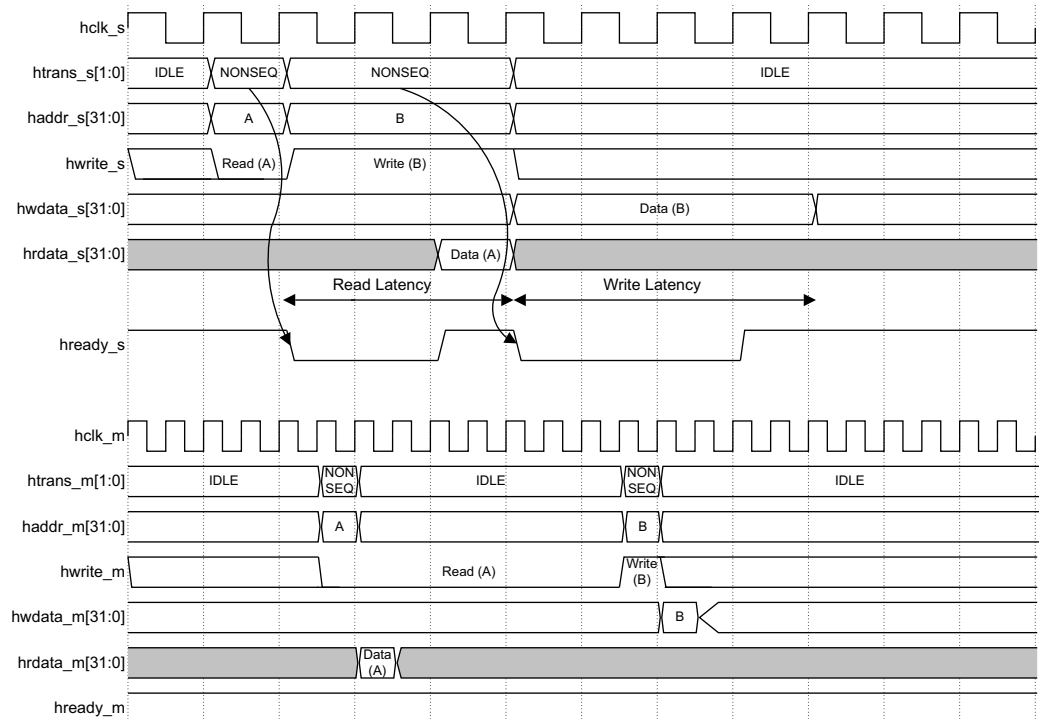 hclk_s
htrans_s[1:0] IDLE NONSEQ NONSEQ IDLE
haddr_s[31:0] A B
hwrite_s Read (A) Write (B)
hwdata_s[31:0] Data (B)
hrdata_s[31:0] Data (A)
Read Latency Write Latency
hready_s
hclk_m
htrans_m[1:0] IDLE NON SEQ IDLE NON SEQ IDLE
haddr_m[31:0] A B
hwrite_m Read (A) Write (B)
hwdata_m[31:0] B
hrdata_m[31:0] Data (A)
hready_m